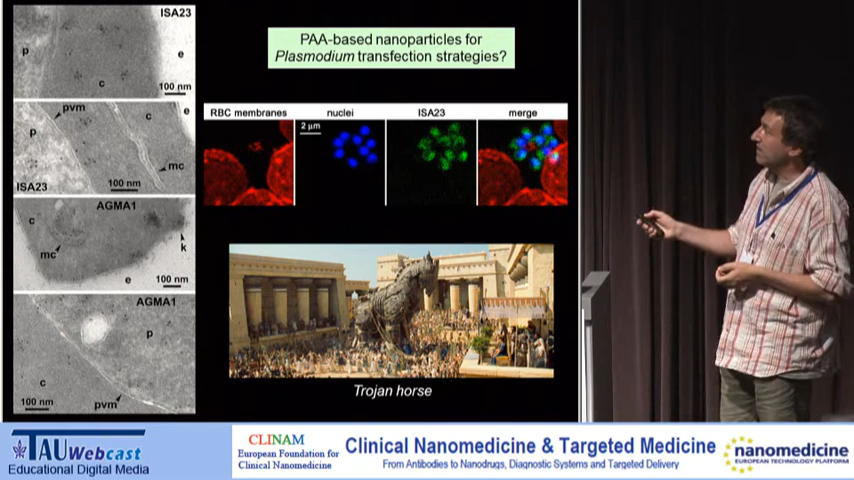 ISA23
p
e
c
100 nm
pvm
c
e
p
mc
100 nm
ISA23
AGMA1
c
k
mc
e
100 nm
AGMA1
p
c
100 nm
pvm
PAA-based nanoparticles for
Plasmodium transfection strategies?
RBC membranes
nuclei
ISA23
merge
2 µm
Trojan horse
TAU Webcast
Educational Digital Media
CLINAM
European Foundation for
Clinical Nanomedicine
Clinical Nanomedicine & Targeted Medicine
From Antibodies to Nanodrugs, Diagnostic Systems and Targeted Delivery
nanomedicine
EUROPEAN TECHNOLOGY PLATFORM